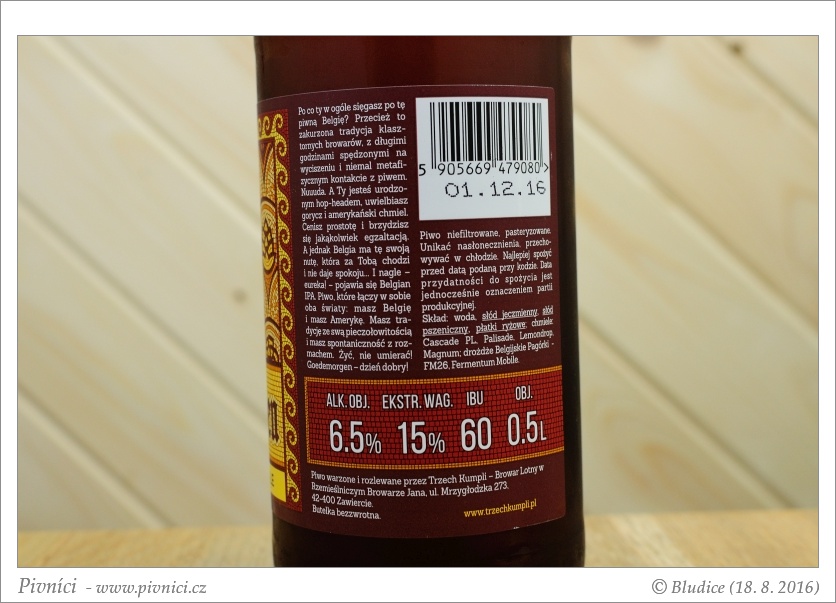 Po co ty w ogóle sięgasz po tę
piwną Belgię? Przecież to
zakurzona tradycja klasz-
tornych browarów, z długimi
godzinami spędzonymi na
wyciszeniu i niemal metafi-
zycznym kontakcie z piwem.
Nuuuda. A Ty jesteś urodzo-
nym hop-headem, uwielbiasz
gorycz i amerykański chmiel.
Cenisz prostotę i brzydzisz
się jakąkolwiek egzaltacją.
A jednak Belgia ma tę swoją
nutę, która za Tobą chodzi
i nie daje spokoju... I nagle –
eureka! – pojawia się Belgian
IPA. Piwo, które łączy w sobie
oba światy: masz Belgię
i masz Amerykę. Masz tra-
dycję ze swą pieczołowitością
i masz spontaniczność z roz-
machem. Żyć, nie umierać!
Goedemorgen – dzień dobry!
5 905669 479080 >
01.12.16
Piwo niefiltrowane, pasteryzowane.
Unikać nasłonecznienia, przecho-
wywać w chłodzie. Najlepiej spożyć
przed datą podaną przy kodzie. Data
przydatności do spożycia jest
jednocześnie oznaczeniem partii
produkcyjnej.
Skład: woda, słód jęczmienny, słód
pszeniczny, płatki ryżowe; chmiele:
Cascade PL, Palisade, Lemondrop,
Magnum; drożdże Belgijskie Pagórki -
FM26, Fermentum Mobile.
ALK. OBJ. EKSTR. WAG. IBU OBJ.
6.5% 15% 60 0.5L
Piwo warzone i rozlewane przez Trzech Kumpli – Browar Lotny w
Rzemieślniczym Browarze Jana, ul. Mrzygłodzka 273,
42-400 Zawiercie.
Butelka bezzwrotna.
www.trzechkumpli.pl
Pivníci - www.pivnici.cz
© Bludice (18. 8. 2016)